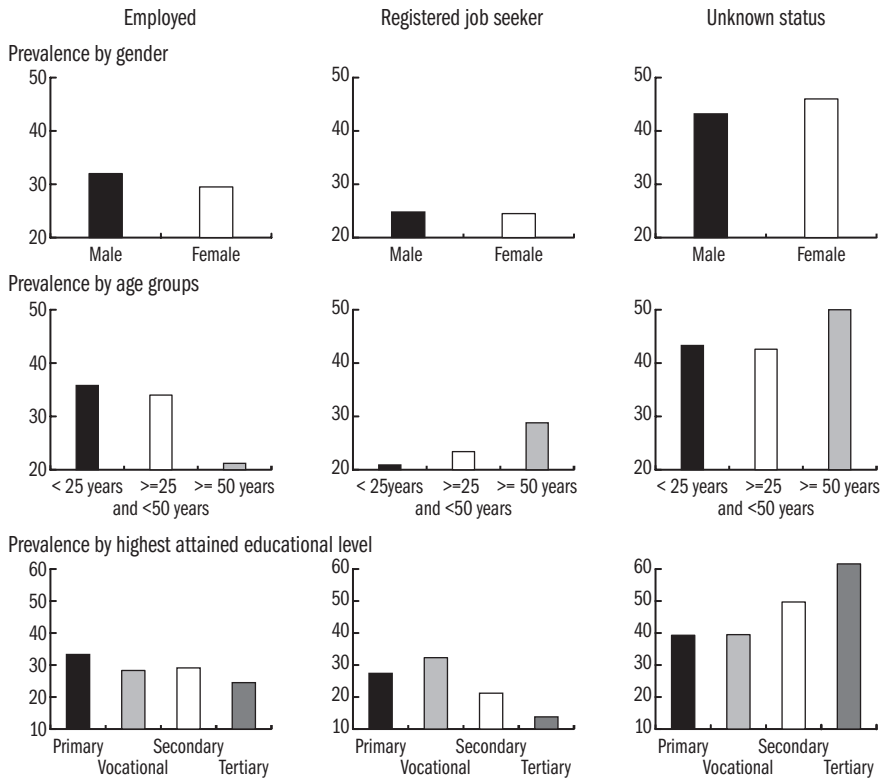 Employed Registered job seeker Unknown status
Prevalence by gender
50 50 50
40 40 40
30 30 30
20 20 20
Male Female Male Female Male Female
Prevalence by age groups
50 50 50
40 40 40
30 30 30
20 20 20
< 25 years >=25 >= 50 years < 25years >=25 >= 50 years < 25 years >=25 >= 50 years
and <50 years and <50 years and <50 years
Prevalence by highest attained educational level
60 60 60
50 50 50
40 40 40
30 30 30
20 20 20
10 10 10
Primary Secondary Primary Secondary Primary Secondary
Vocational Tertiary Vocational Tertiary Vocational Tertiary